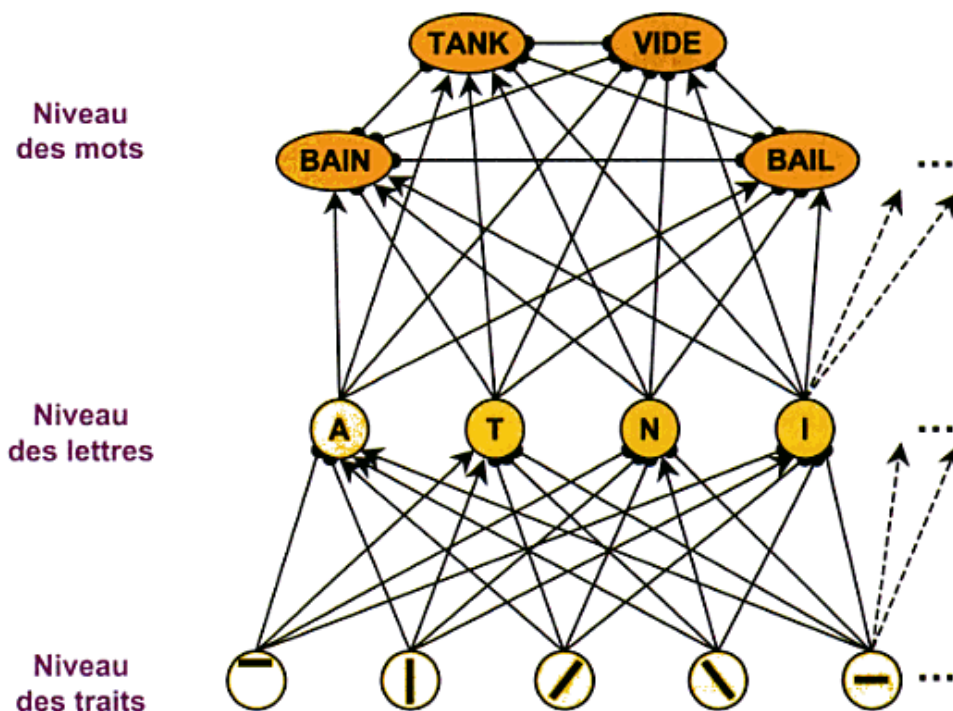 TANK VIDE
Niveau
des mots
BAIN BAIL ...
Niveau
des lettres
A T N I ...
Niveau
des traits
...